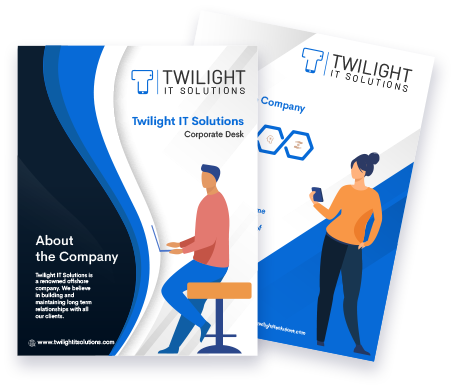 TWILIGHT
IT SOLUTIONS
Twilight IT Solutions
Corporate Desk
About
the Company
Twilight IT Solutions is
a renowned offshore
company. We believe
in building and
maintaining long term
relationships with all
our clients.
www.twilightitsolutions.com
TWILIGHT
IT SOLUTIONS
Company